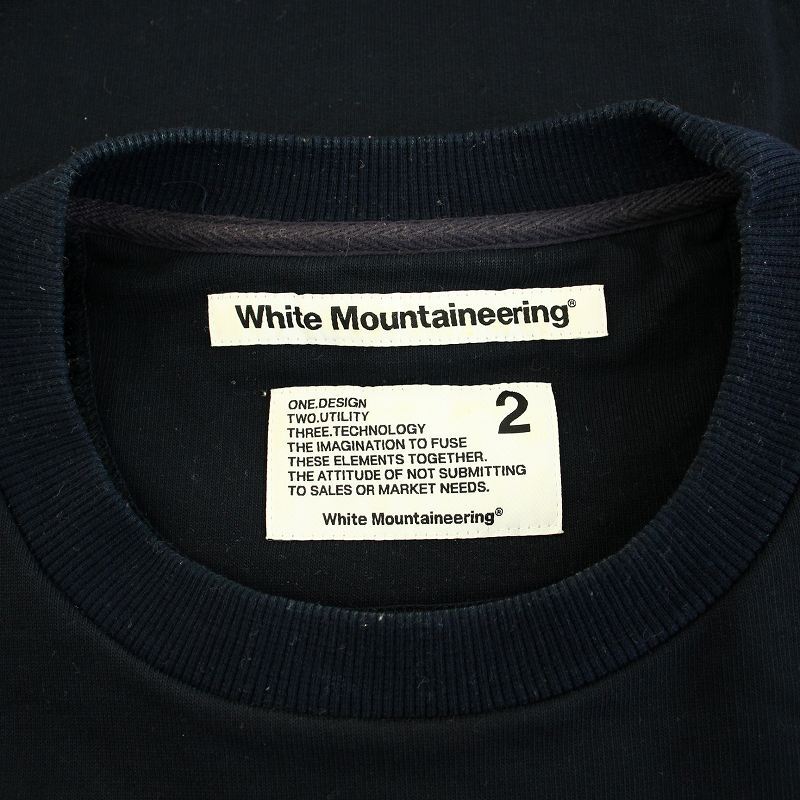 White Mountaineering®
2
ONE.DESIGN
TWO.UTILITY
THREE.TECHNOLOGY
THE IMAGINATION TO FUSE
THESE ELEMENTS TOGETHER.
THE ATTITUDE OF NOT SUBMITTING
TO SALES OR MARKET NEEDS.
White Mountaineering®